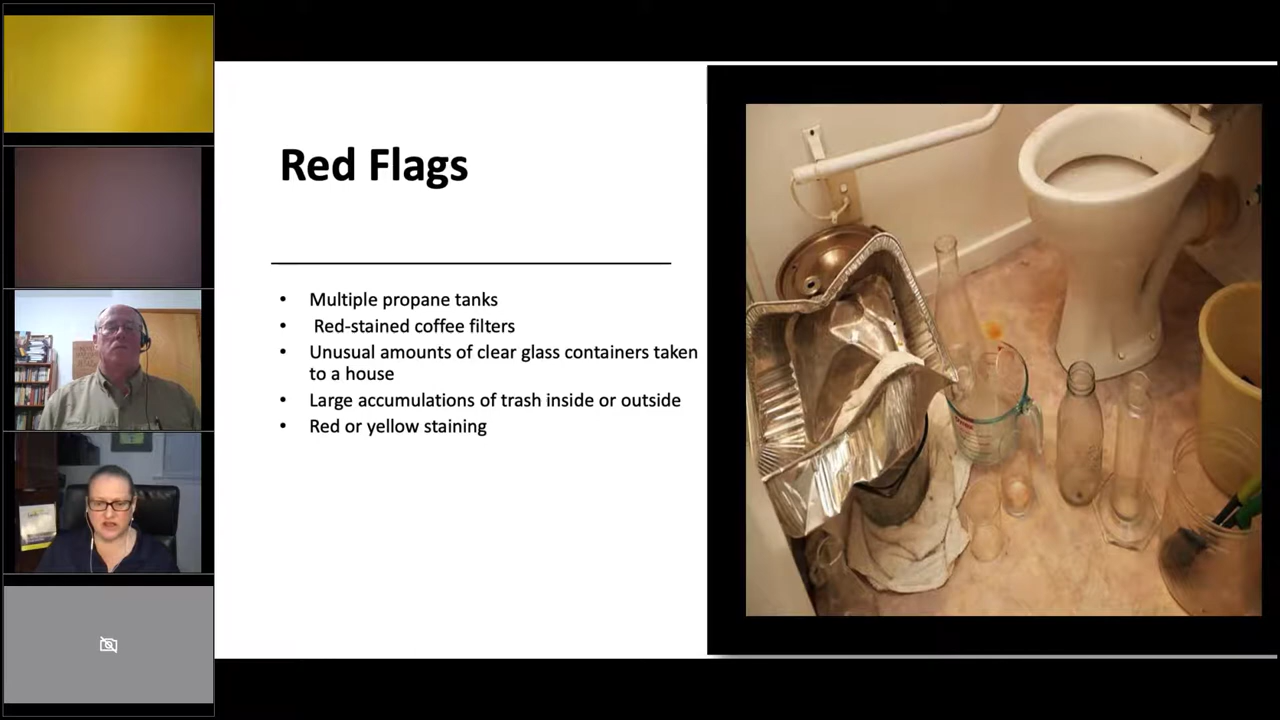 Red Flags
• Multiple propane tanks
• Red-stained coffee filters
• Unusual amounts of clear glass containers taken
to a house
• Large accumulations of trash inside or outside
• Red or yellow staining